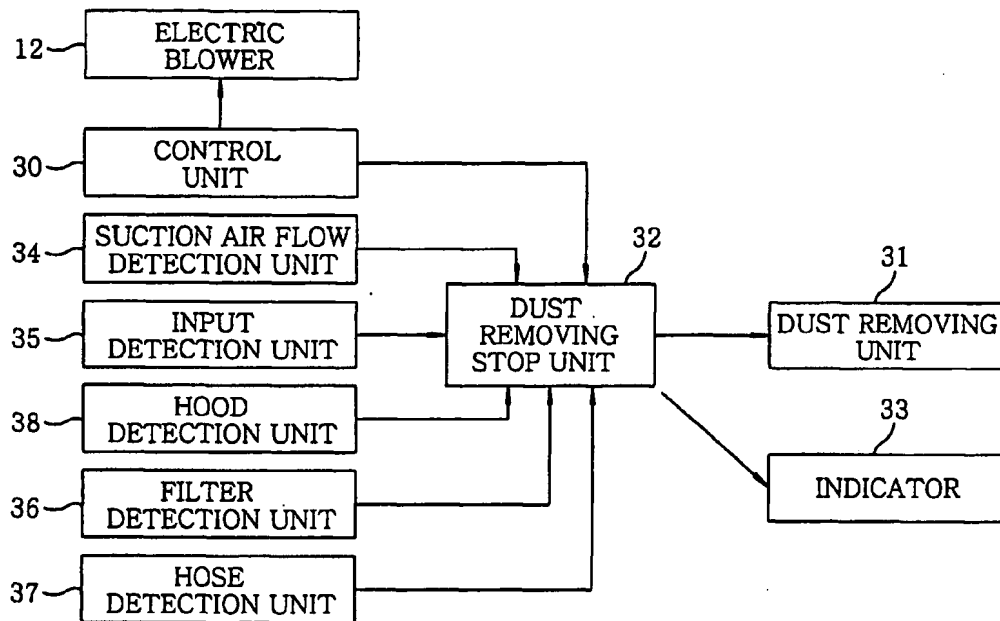 12
ELECTRIC
BLOWER
30
CONTROL
UNIT
34
SUCTION AIR FLOW
DETECTION UNIT
35
INPUT
DETECTION UNIT
38
HOOD
DETECTION UNIT
36
FILTER
DETECTION UNIT
37
HOSE
DETECTION UNIT
32
DUST
REMOVING
STOP UNIT
31
DUST REMOVING
UNIT
33
INDICATOR